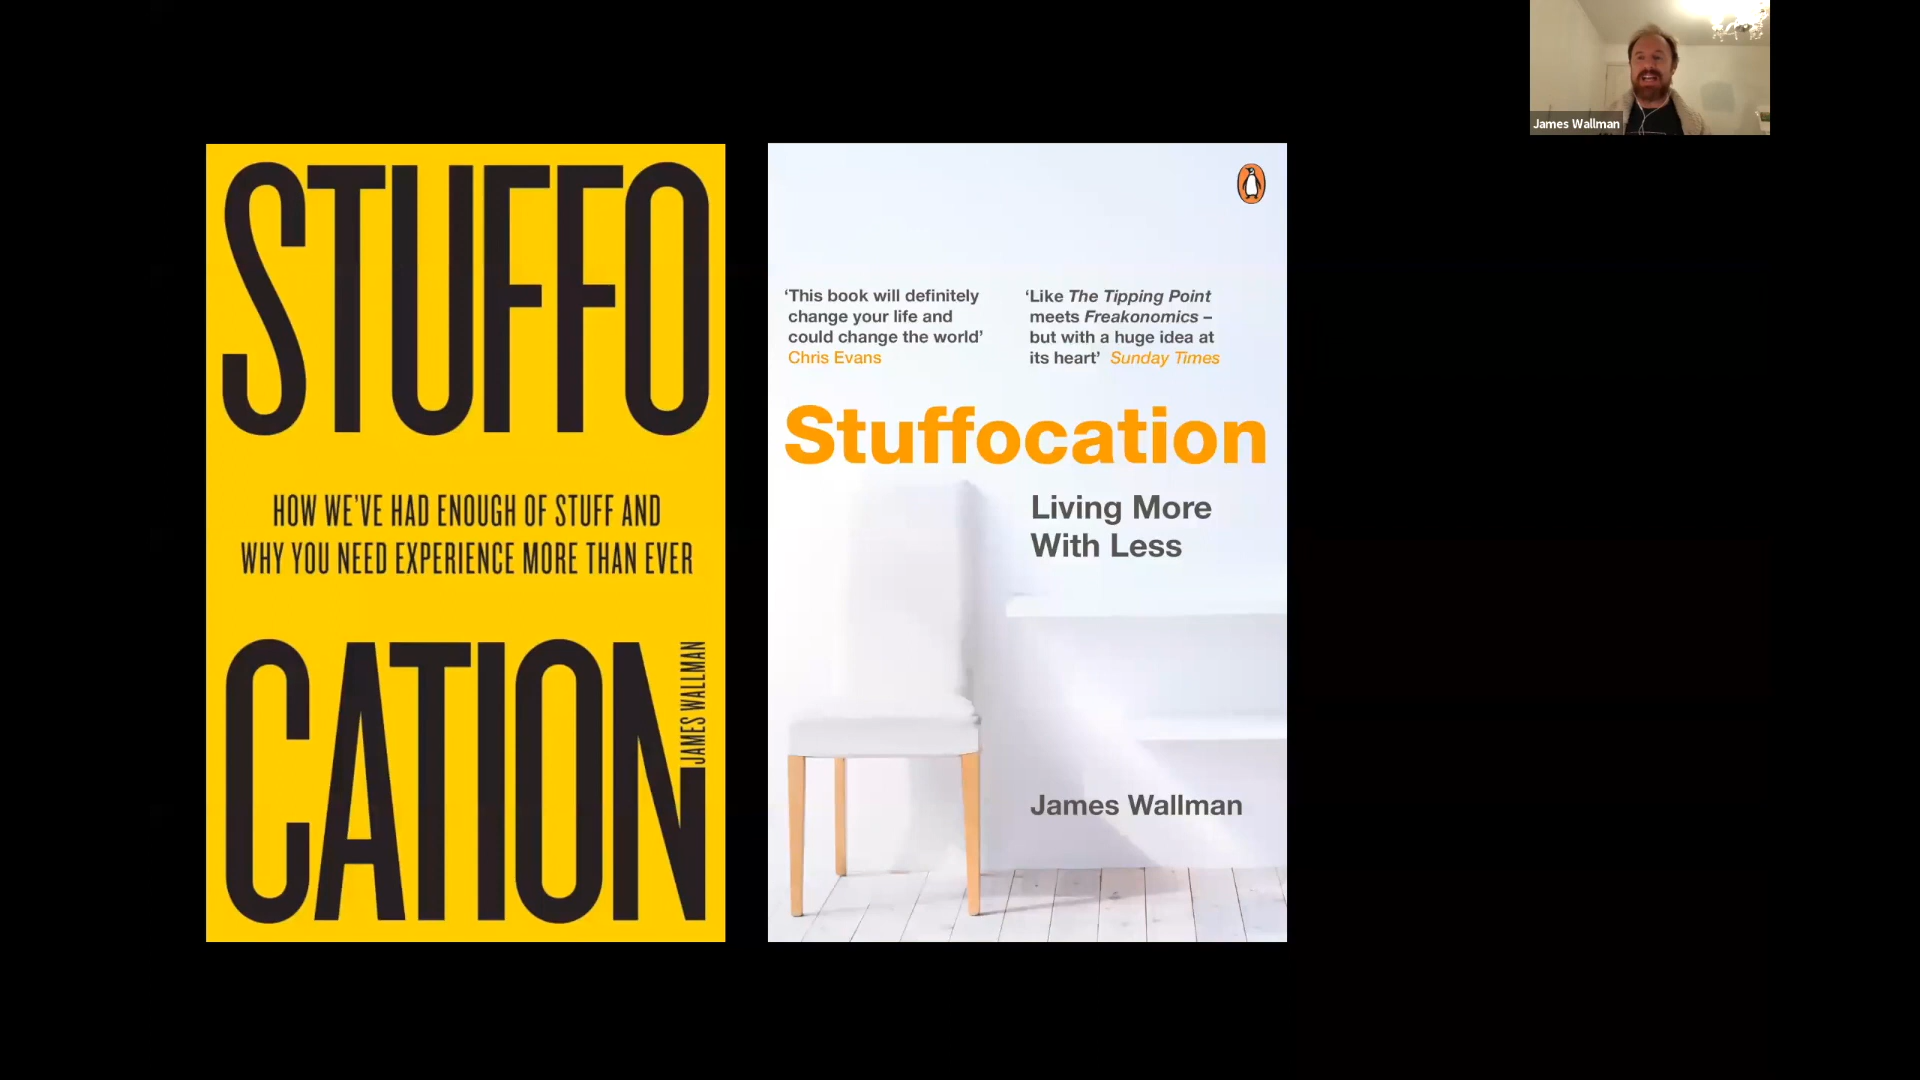 STUFFO
HOW WE'VE HAD ENOUGH OF STUFF AND
WHY YOU NEED EXPERIENCE MORE THAN EVER
CATION
JAMES WALLMAN
‘This book will definitely
change your life and
could change the world’
Chris Evans
‘Like The Tipping Point
meets Freakonomics –
but with a huge idea at
its heart’ Sunday Times
Stuffocation
Living More
With Less
James Wallman
James Wallman